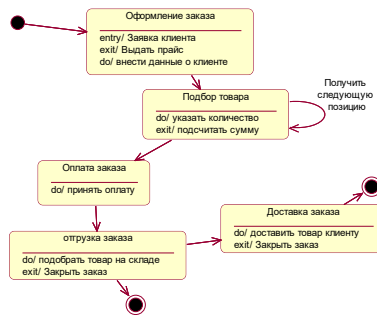 Оформление заказа
entry/ Заявка клиента
exit/ Выдать прайс
do/ внести данные о клиенте
Подбор товара
do/ указать количество
exit/ подсчитать сумму
Получить
следующую
позицию
Оплата заказа
do/ принять оплату
отгрузка заказа
do/ подобрать товар на складе
exit/ Закрыть заказ
Доставка заказа
do/ доставить товар клиенту
exit/ Закрыть заказ